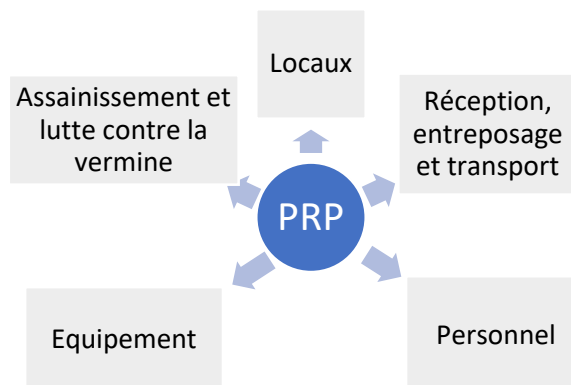 Locaux
Assainissement et
lutte contre la
vermine
Réception,
entreposage
et transport
PRP
Equipement
Personnel